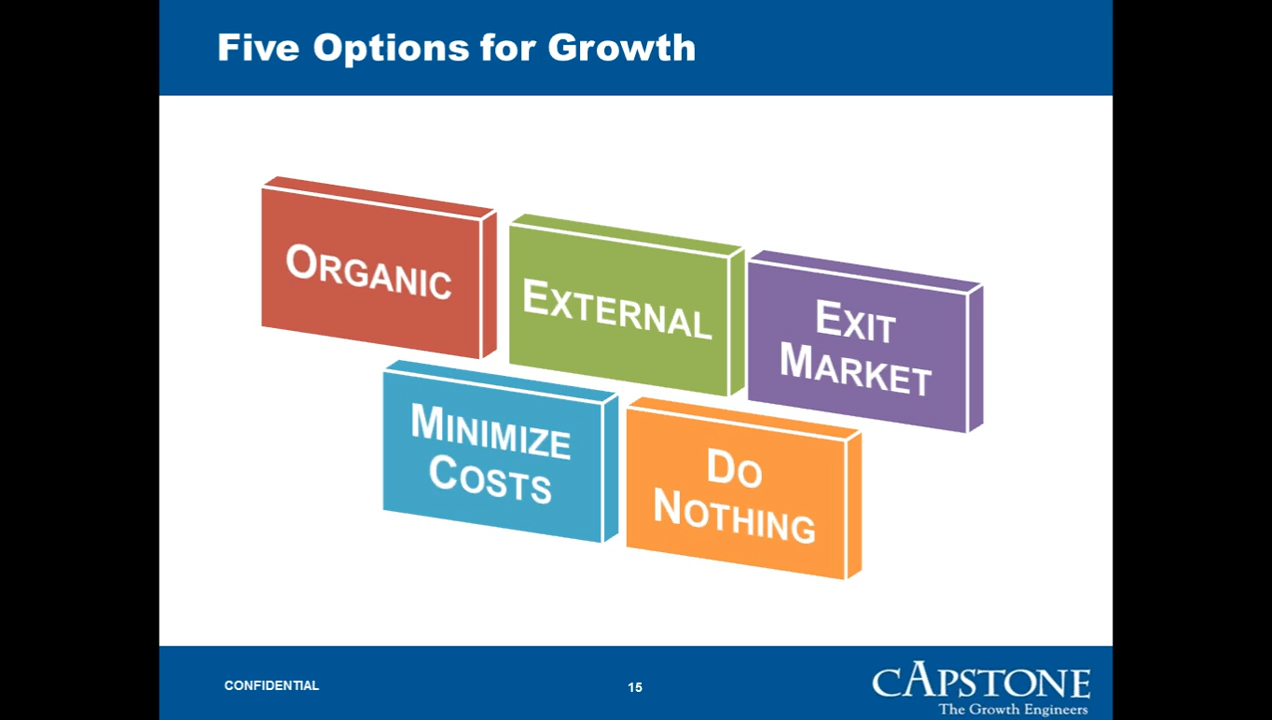 Five Options for Growth
ORGANIC
EXTERNAL
EXIT
MARKET
MINIMIZE
COSTS
DO
NOTHING
CONFIDENTIAL
15
CAPSTONE
The Growth Engineers